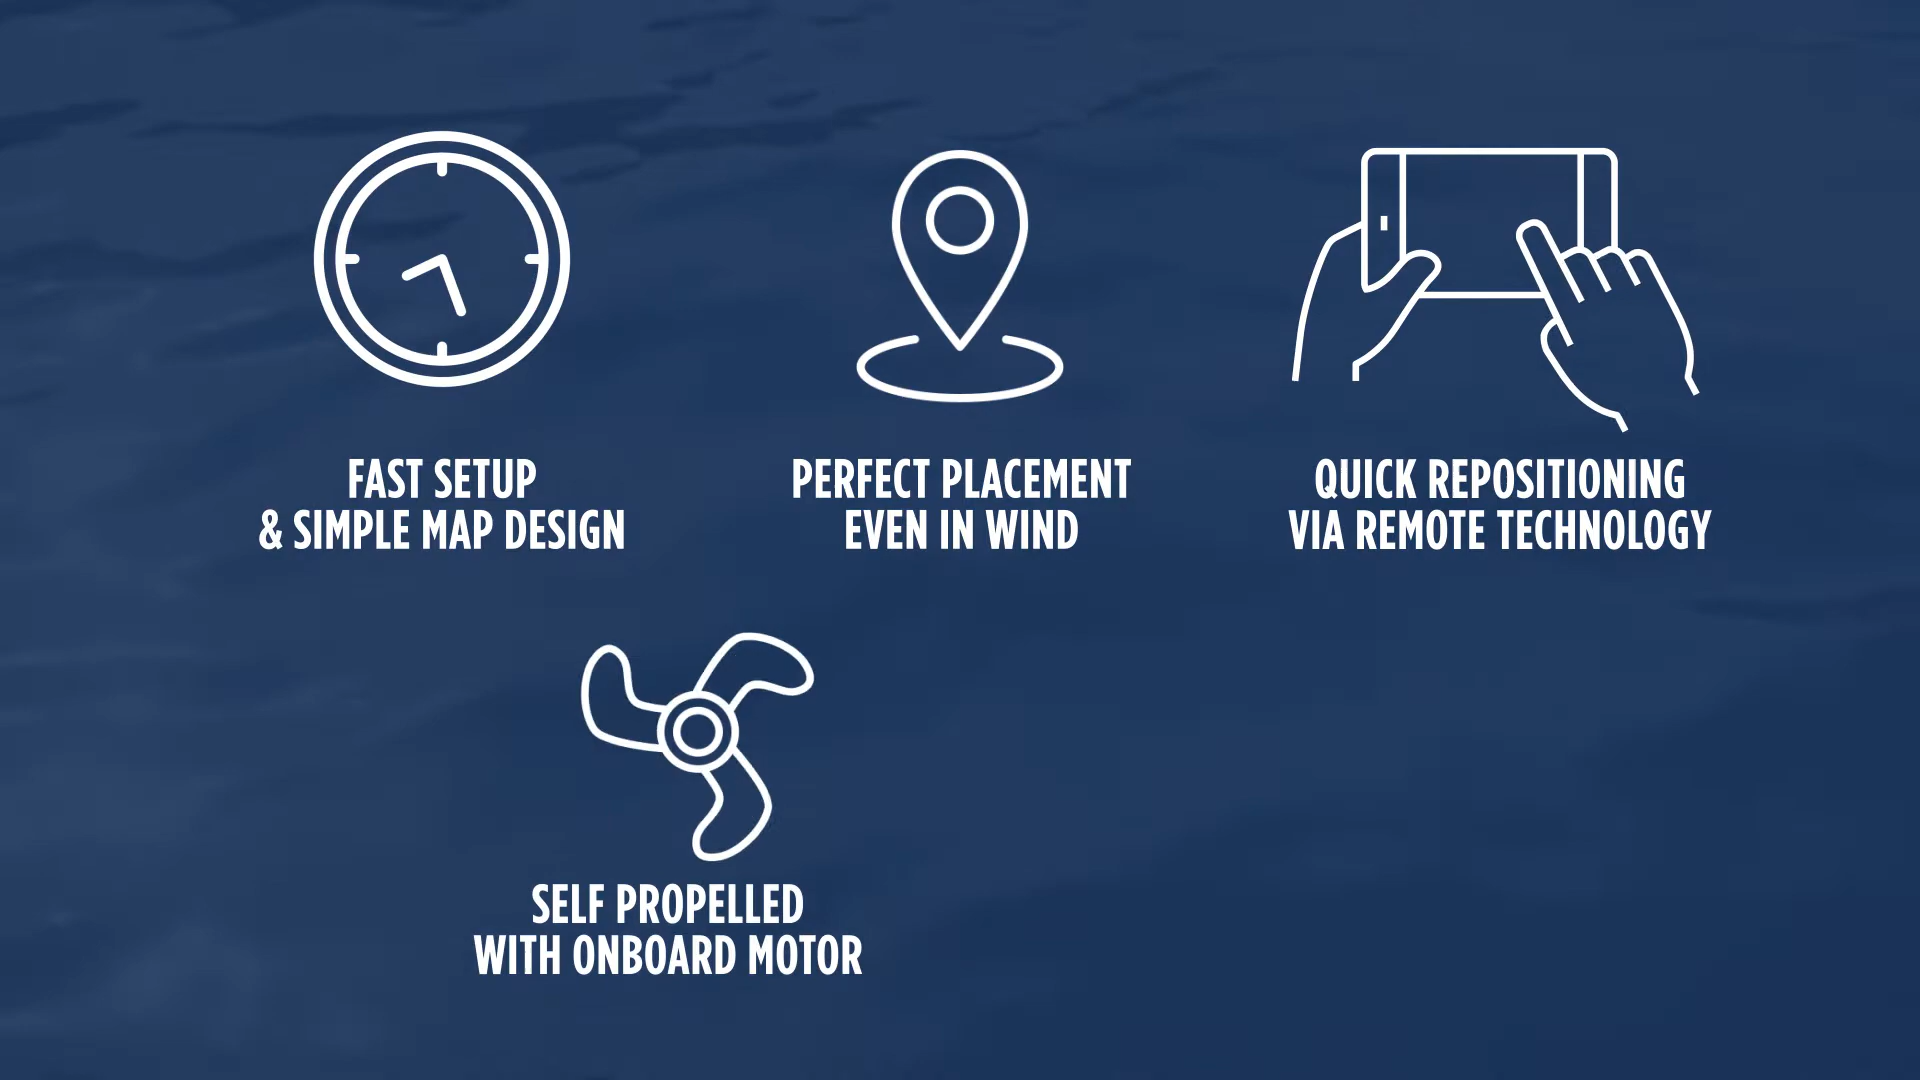 FAST SETUP
& SIMPLE MAP DESIGN
PERFECT PLACEMENT
EVEN IN WIND
QUICK REPOSITIONING
VIA REMOTE TECHNOLOGY
SELF PROPELLED
WITH ONBOARD MOTOR